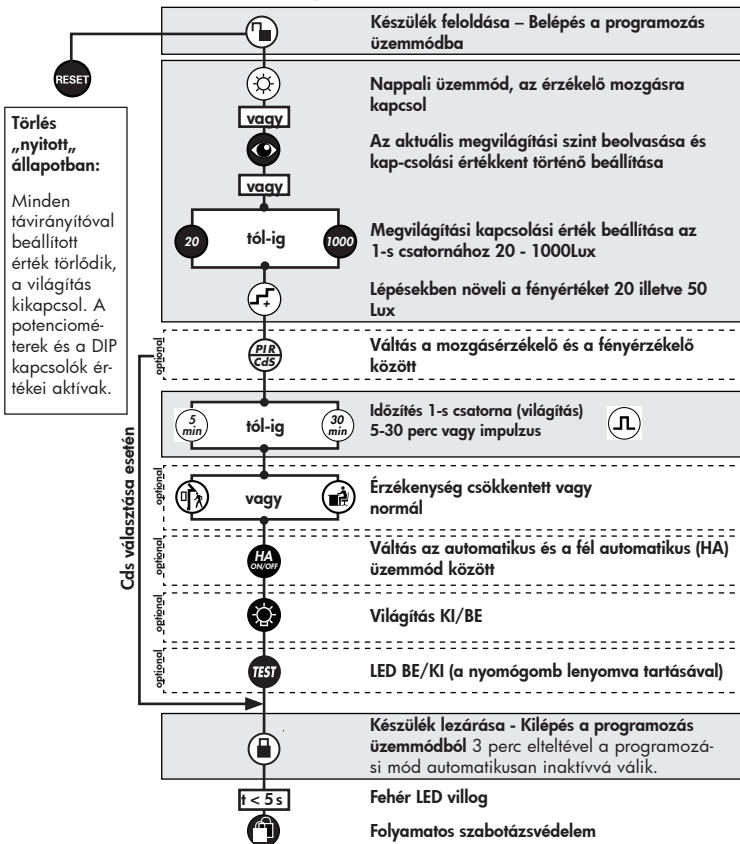 Készülék feloldása – Belépés a programozás
üzemmódba
RESET
Törlés
„nyitott„
állapotban:
Minden
távirányítóval
beállított
érték törlődik,
a világítás
kikapcsol. A
potenciomé-
terek és a DIP
kapcsolók ér-
tékei aktívak.
Nappali üzemmód, az érzékelő mozgásra
kapcsol
vagy
Az aktuális megvilágítási szint beolvasása és
kap-csolási értékkent történő beállítása
vagy
20
tól-ig
1000
Megvilágítási kapcsolási érték beállítása az
1-s csatornához 20 - 1000Lux
Lépésekben növeli a fényértéket 20 illetve 50
Lux
optional
PIR
CdS
Váltás a mozgásérzékelő és a fényérzékelő
között
5
min
tól-ig
30
min
Időzítés 1-s csatorna (világítás)
5-30 perc vagy impulzus
Cds választása esetén
optional
vagy
Érzékenység csökkentett vagy
normál
optional
HA
ON/OFF
Váltás az automatikus és a fél automatikus (HA)
üzemmód között
optional
Világítás KI/BE
optional
TEST
LED BE/KI (a nyomógomb lenyomva tartásával)
Készülék lezárása - Kilépés a programozás
üzemmódból 3 perc elteltével a programozá-
si mód automatikusan inaktívvá válik.
t < 5 s
Fehér LED villog
Folyamatos szabotázsvédelem